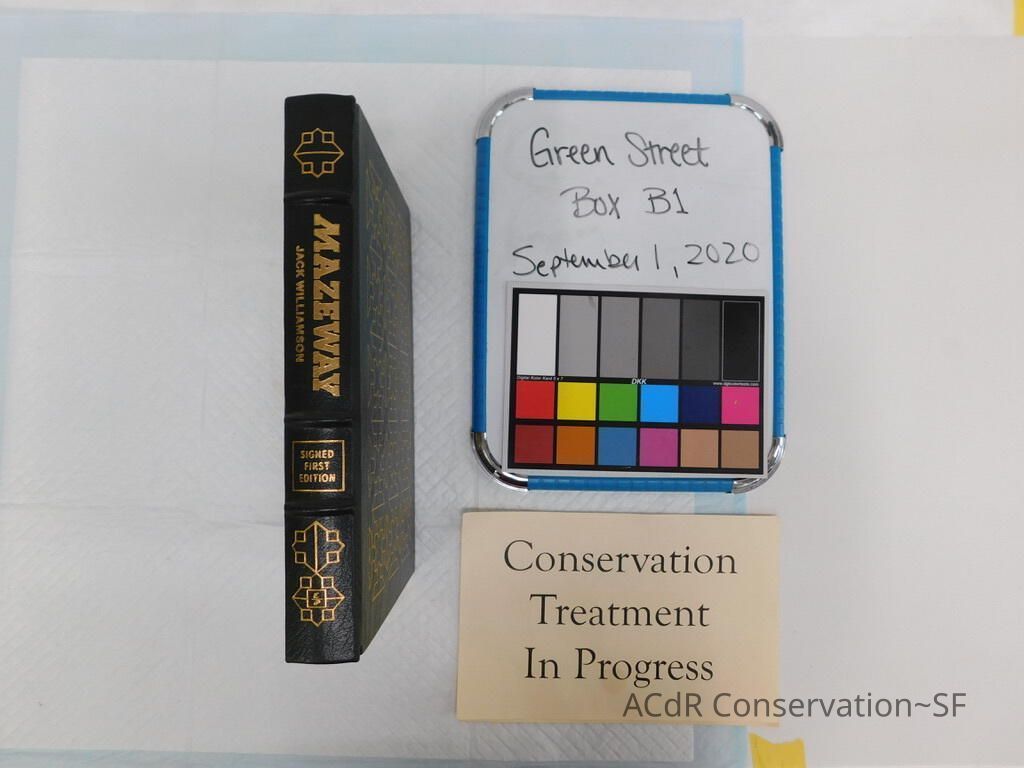 MAZEWAY
JACK WILLIAMSON
SIGNED
FIRST
EDITION
Green Street
Box B1
September 1, 2020
DKK
Conservation
Treatment
In Progress
ACdR Conservation~SF